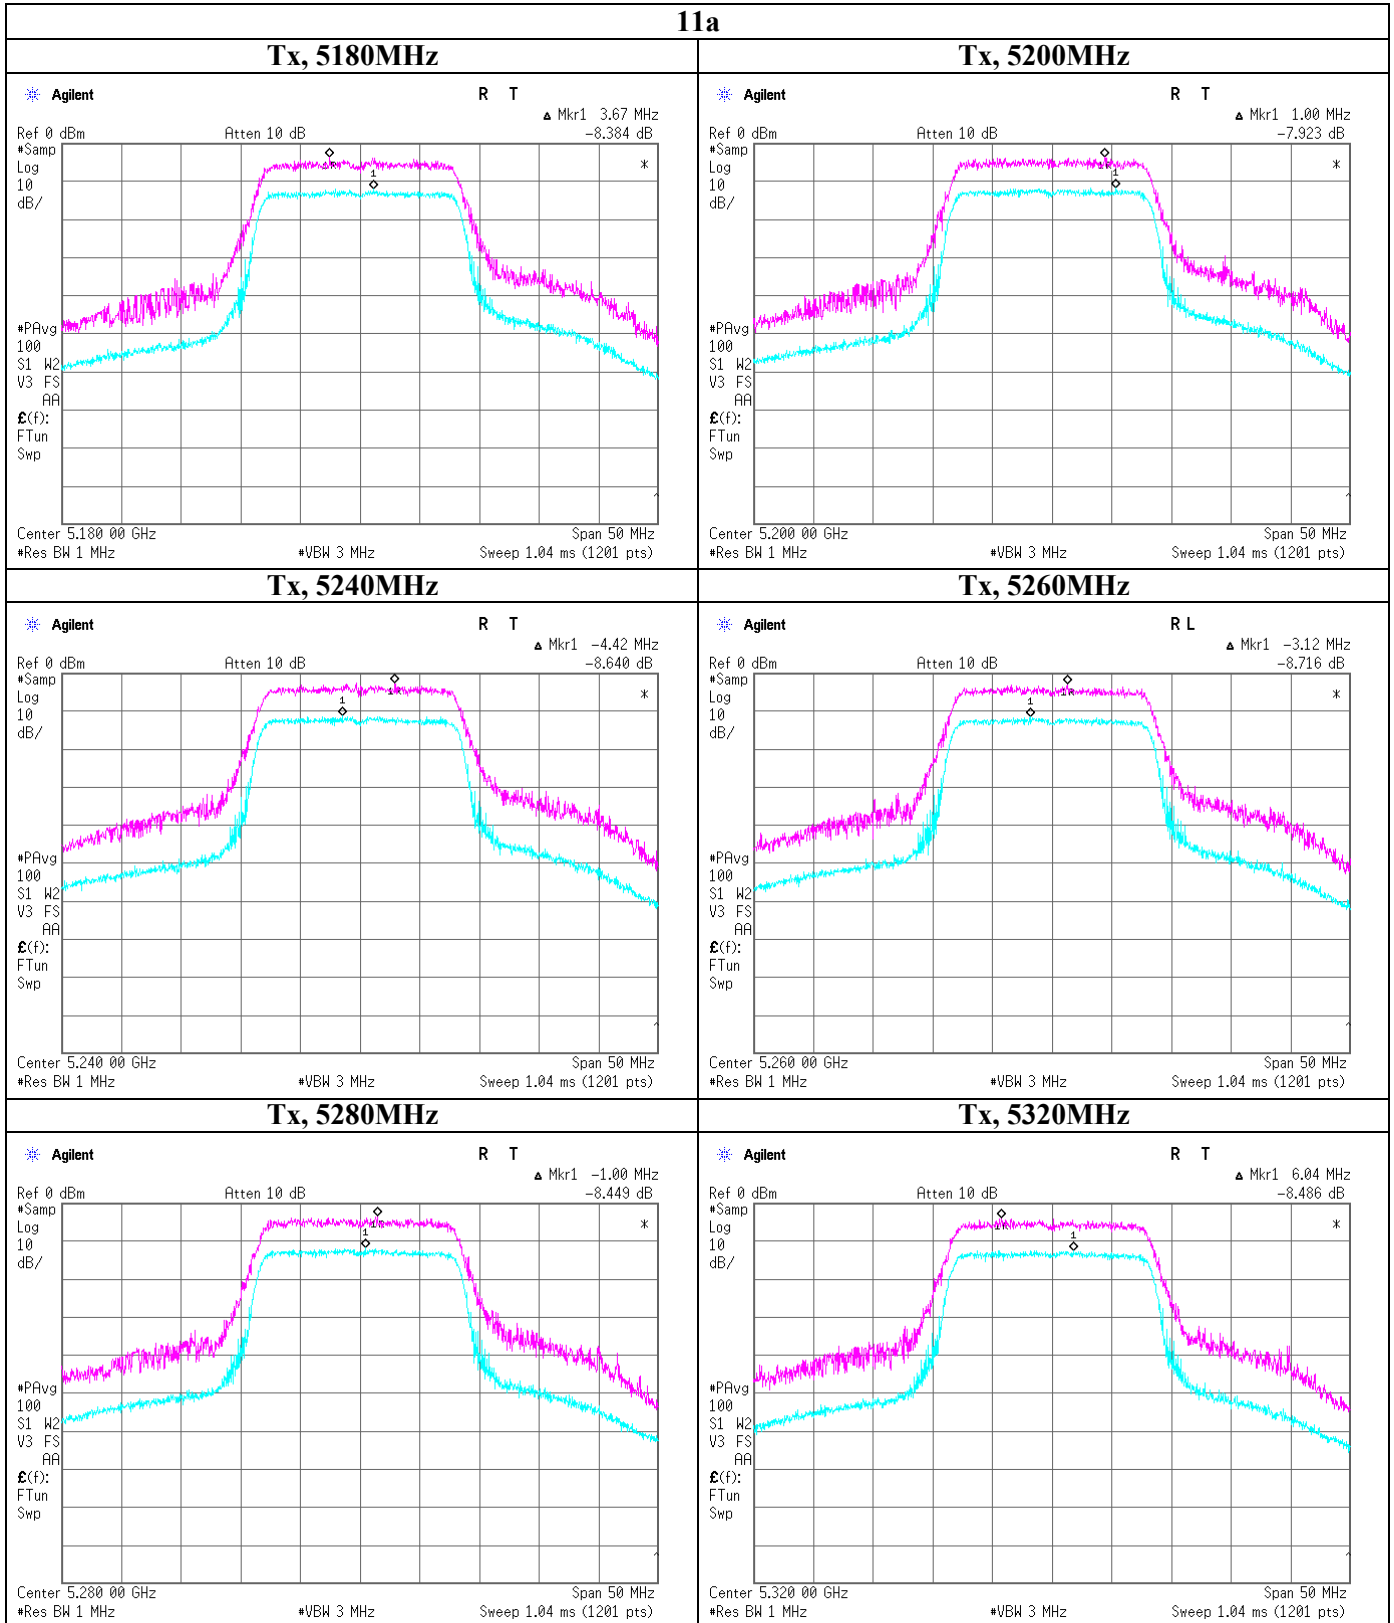 11a
Tx, 5180MHz
Tx, 5200MHz
Agilent
R T
Δ Mkr1 3.67 MHz
Ref 0 dBm
Atten 10 dB
-8.384 dB
#Samp
Log
10
dB/
1R
1
*
#PAvg
100
S1 W2
V3 FS
AA
£(f):
FTun
Swp
Center 5.180 00 GHz
Span 50 MHz
#Res BW 1 MHz
#VBW 3 MHz
Sweep 1.04 ms (1201 pts)
Agilent
R T
Δ Mkr1 1.00 MHz
Ref 0 dBm
Atten 10 dB
-7.923 dB
#Samp
Log
10
dB/
1R
1
*
#PAvg
100
S1 W2
V3 FS
AA
£(f):
FTun
Swp
Center 5.200 00 GHz
Span 50 MHz
#Res BW 1 MHz
#VBW 3 MHz
Sweep 1.04 ms (1201 pts)
Tx, 5240MHz
Tx, 5260MHz
Agilent
R T
Δ Mkr1 -4.42 MHz
Ref 0 dBm
Atten 10 dB
-8.640 dB
#Samp
Log
10
dB/
1R
1
*
#PAvg
100
S1 W2
V3 FS
AA
£(f):
FTun
Swp
Center 5.240 00 GHz
Span 50 MHz
#Res BW 1 MHz
#VBW 3 MHz
Sweep 1.04 ms (1201 pts)
Agilent
R L
Δ Mkr1 -3.12 MHz
Ref 0 dBm
Atten 10 dB
-8.716 dB
#Samp
Log
10
dB/
1R
1
*
#PAvg
100
S1 W2
V3 FS
AA
£(f):
FTun
Swp
Center 5.260 00 GHz
Span 50 MHz
#Res BW 1 MHz
#VBW 3 MHz
Sweep 1.04 ms (1201 pts)
Tx, 5280MHz
Tx, 5320MHz
Agilent
R T
Δ Mkr1 -1.00 MHz
Ref 0 dBm
Atten 10 dB
-8.449 dB
#Samp
Log
10
dB/
1R
1
*
#PAvg
100
S1 W2
V3 FS
AA
£(f):
FTun
Swp
Center 5.280 00 GHz
Span 50 MHz
#Res BW 1 MHz
#VBW 3 MHz
Sweep 1.04 ms (1201 pts)
Agilent
R T
Δ Mkr1 6.04 MHz
Ref 0 dBm
Atten 10 dB
-8.486 dB
#Samp
Log
10
dB/
1R
1
*
#PAvg
100
S1 W2
V3 FS
AA
£(f):
FTun
Swp
Center 5.320 00 GHz
Span 50 MHz
#Res BW 1 MHz
#VBW 3 MHz
Sweep 1.04 ms (1201 pts)